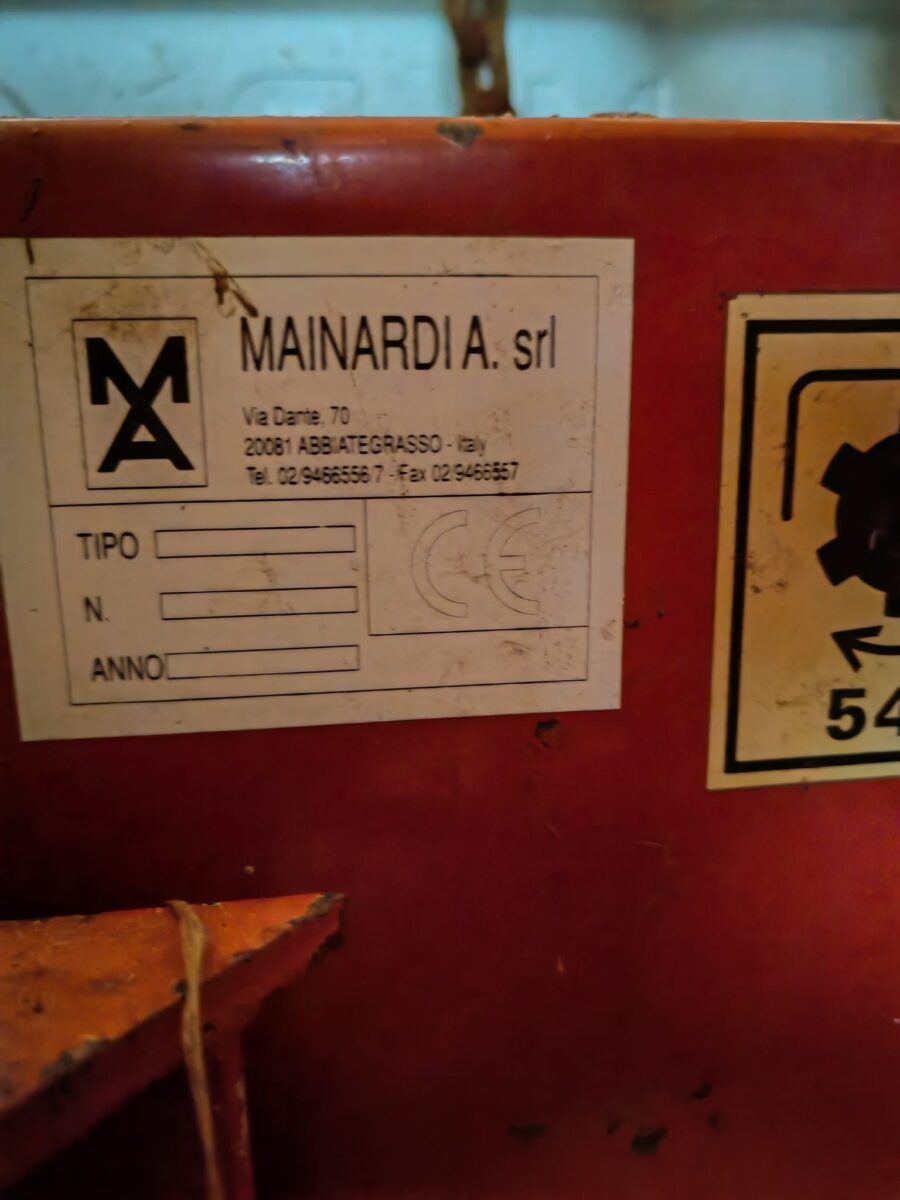 MA
MAINARDI A. srl
Via Dante, 70
20081 ABBIATEGRASSO - Italy
Tel. 02/9466556 7 - Fax 02/9466557
TIPO
N.
ANNO
CE
54